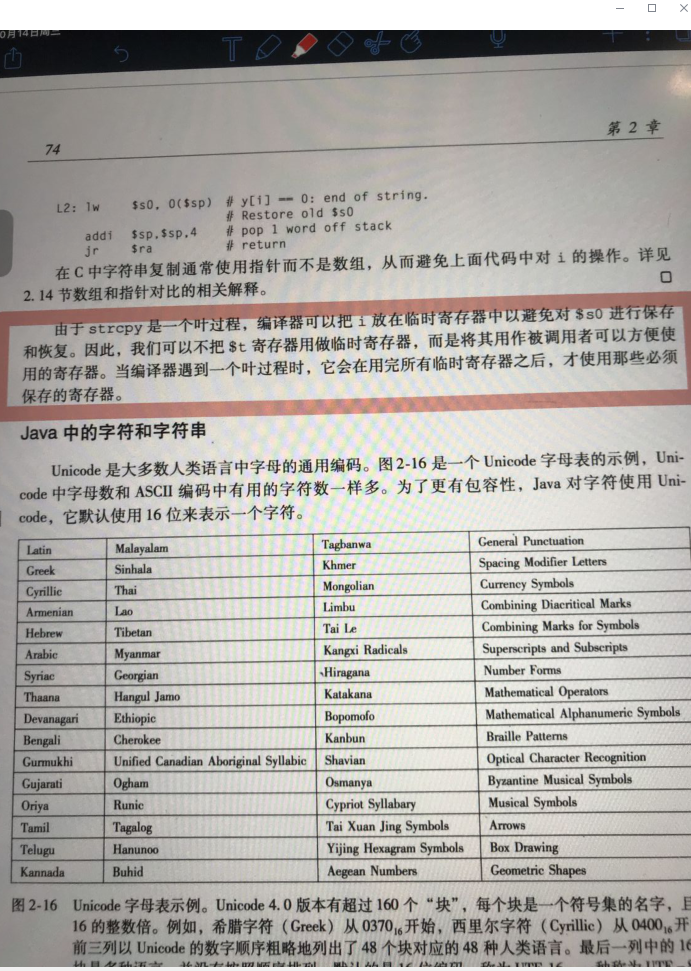 0月14日周三
74
第 2 章
L2: lw $s0, 0($sp) # y[i] == 0: end of string.
# Restore old $s0
addi $sp,$sp,4 # pop 1 word off stack
jr $ra # return
在 C 中字符串复制通常使用指针而不是数组，从而避免上面代码中对 i 的操作。详见
2.14 节数组和指针对比的相关解释。
由于 strcpy 是一个叶过程，编译器可以把 i 放在临时寄存器中以避免对 $s0 进行保存
和恢复。因此，我们可以不把 $t 寄存器用做临时寄存器，而是将其用作被调用者可以方便使
用的寄存器。当编译器遇到一个叶过程时，它会在用完所有临时寄存器之后，才使用那些必须
保存的寄存器。
Java 中的字符和字符串
Unicode 是大多数人类语言中字母的通用编码。图 2-16 是一个 Unicode 字母表的示例，Uni-
code 中字母数和 ASCII 编码中有用的字符数一样多。为了更有包容性，Java 对字符使用 Uni-
code，它默认使用 16 位来表示一个字符。
Latin Malayalam Tagbanwa General Punctuation
Greek Sinhala Khmer Spacing Modifier Letters
Cyrillic Thai Mongolian Currency Symbols
Armenian Lao Limbu Combining Diacritical Marks
Hebrew Tibetan Tai Le Combining Marks for Symbols
Arabic Myanmar Kangxi Radicals Superscripts and Subscripts
Syriac Georgian Hiragana Number Forms
Thaana Hangul Jamo Katakana Mathematical Operators
Devanagari Ethiopic Bopomofo Mathematical Alphanumeric Symbols
Bengali Cherokee Kanbun Braille Patterns
Gurmukhi Unified Canadian Aboriginal Syllabic Shavian Optical Character Recognition
Gujarati Ogham Osmanya Byzantine Musical Symbols
Oriya Runic Cypriot Syllabary Musical Symbols
Tamil Tagalog Tai Xuan Jing Symbols Arrows
Telugu Hanunoo Yijing Hexagram Symbols Box Drawing
Kannada Buhid Aegean Numbers Geometric Shapes
图 2-16 Unicode 字母表示例。Unicode 4.0 版本有超过 160 个“块”，每个块是一个符号集的名字，且
16 的整数倍。例如，希腊字符（Greek）从 0370₁₆开始，西里尔字符（Cyrillic）从 0400₁₆开
前三列以 Unicode 的数字顺序粗略地列出了 48 个块对应的 48 种人类语言。最后一列中的 16